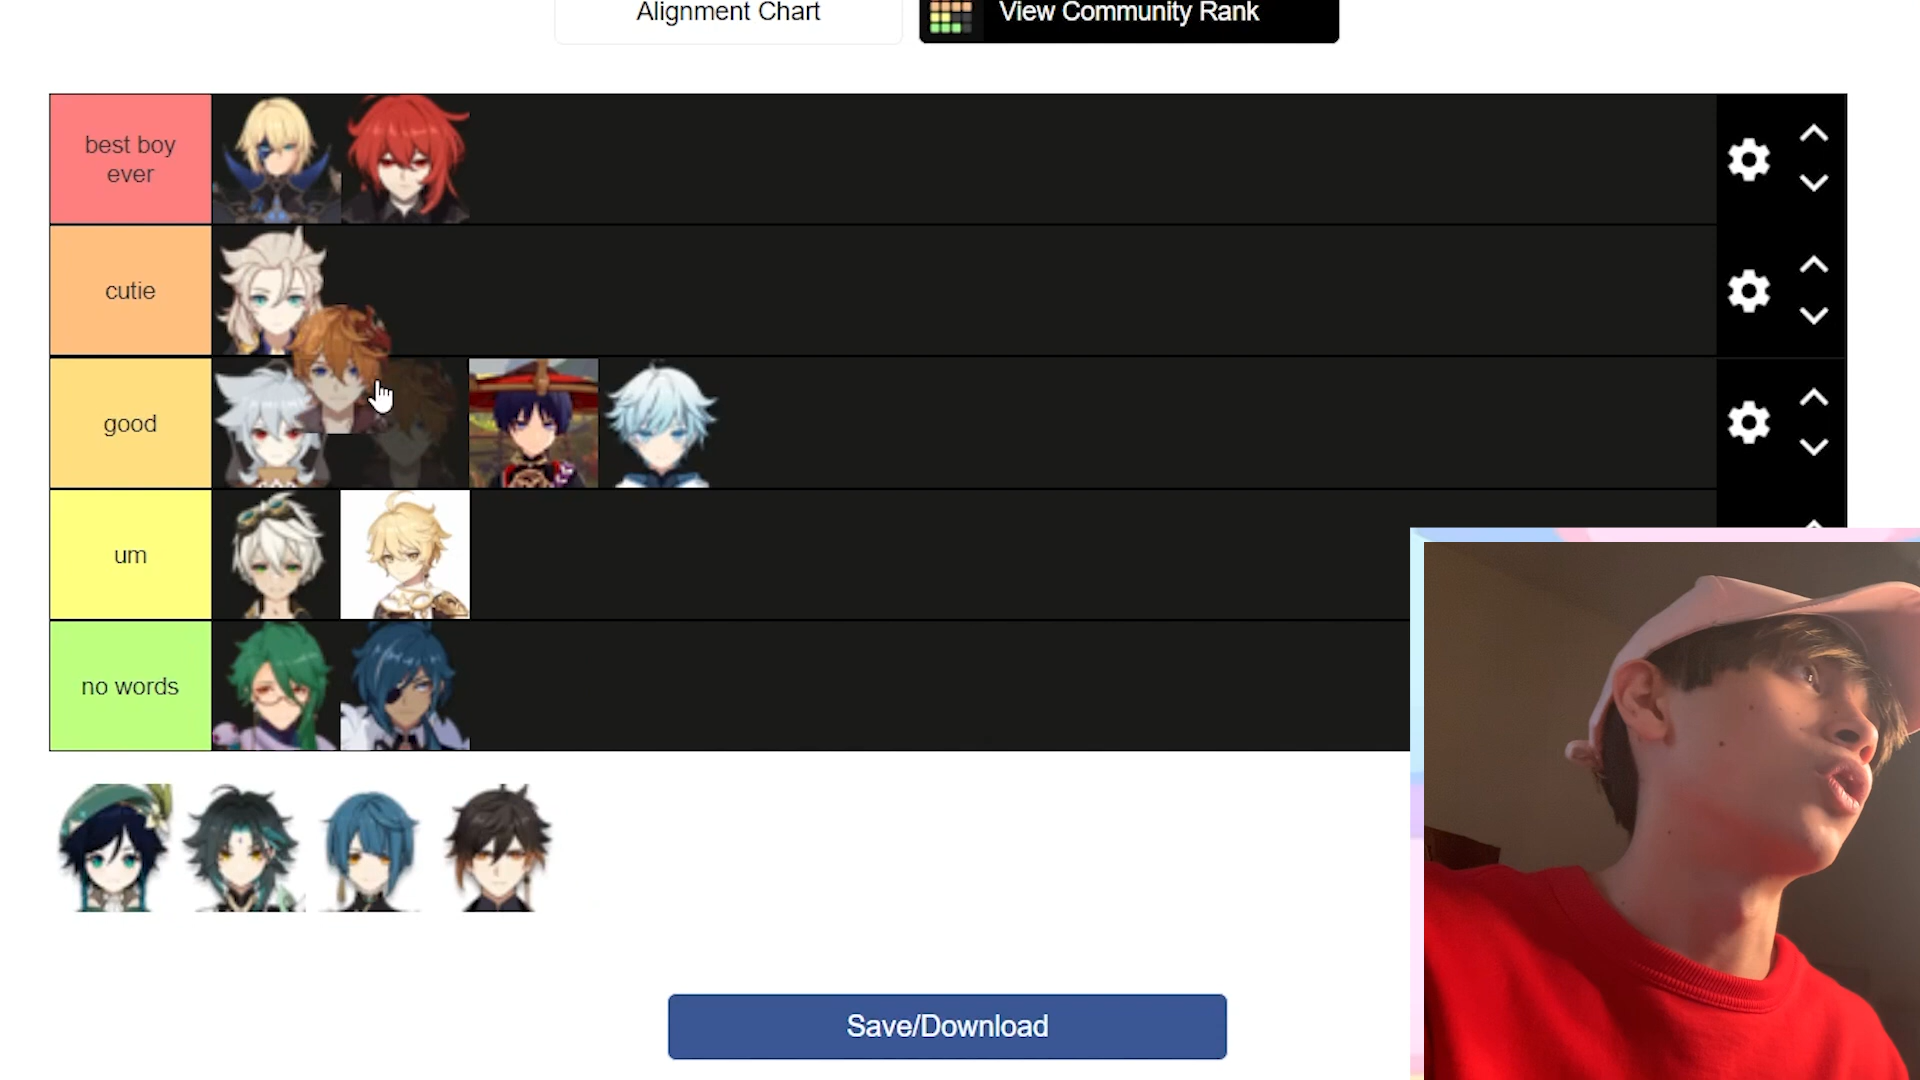 Alignment Chart
View Community Rank
best boy
ever
cutie
good
um
no words
Save/Download